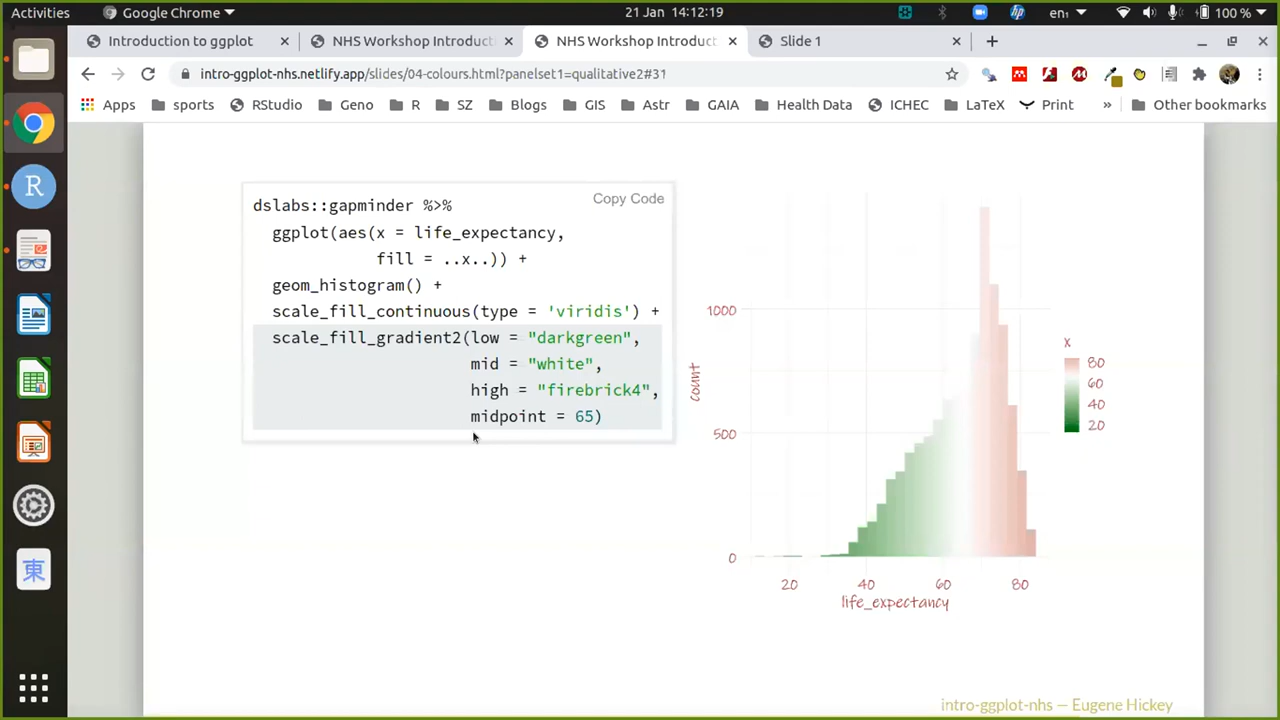 Activities
Google Chrome
21 Jan 14:12:19
en₁
100 %
Introduction to ggplot
NHS Workshop Introduct
NHS Workshop Introduct
Slide 1
intro-ggplot-nhs.netlify.app/slides/04-colours.html?panelset1=qualitative2#31
Apps
sports
RStudio
Geno
R
SZ
Blogs
GIS
Astr
GAIA
Health Data
ICHEC
LaTeX
Print
»
Other bookmarks
Copy Code
dslabs::gapminder %>%
ggplot(aes(x = life_expectancy,
fill = ..x..)) +
geom_histogram() +
scale_fill_continuous(type = 'viridis') +
scale_fill_gradient2(low = "darkgreen",
mid = "white",
high = "firebrick4",
midpoint = 65)
1000
500
0
count
20
40
60
80
life_expectancy
x
80
60
40
20
東
intro-ggplot-nhs — Eugene Hickey